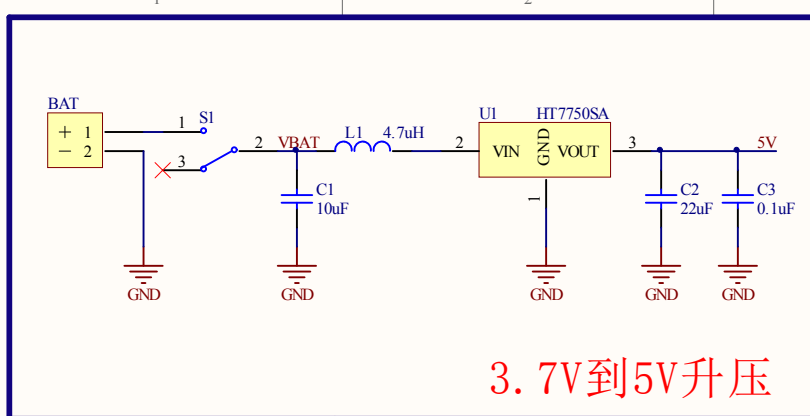 2
BAT
+ 1
− 2
1
S1
2
3
VBAT
L1
4.7uH
C1
10uF
U1
HT7750SA
2
VIN
GND
VOUT
3
1
5V
C2
22uF
C3
0.1uF
GND
GND
GND
GND
GND
3.7V到5V升压